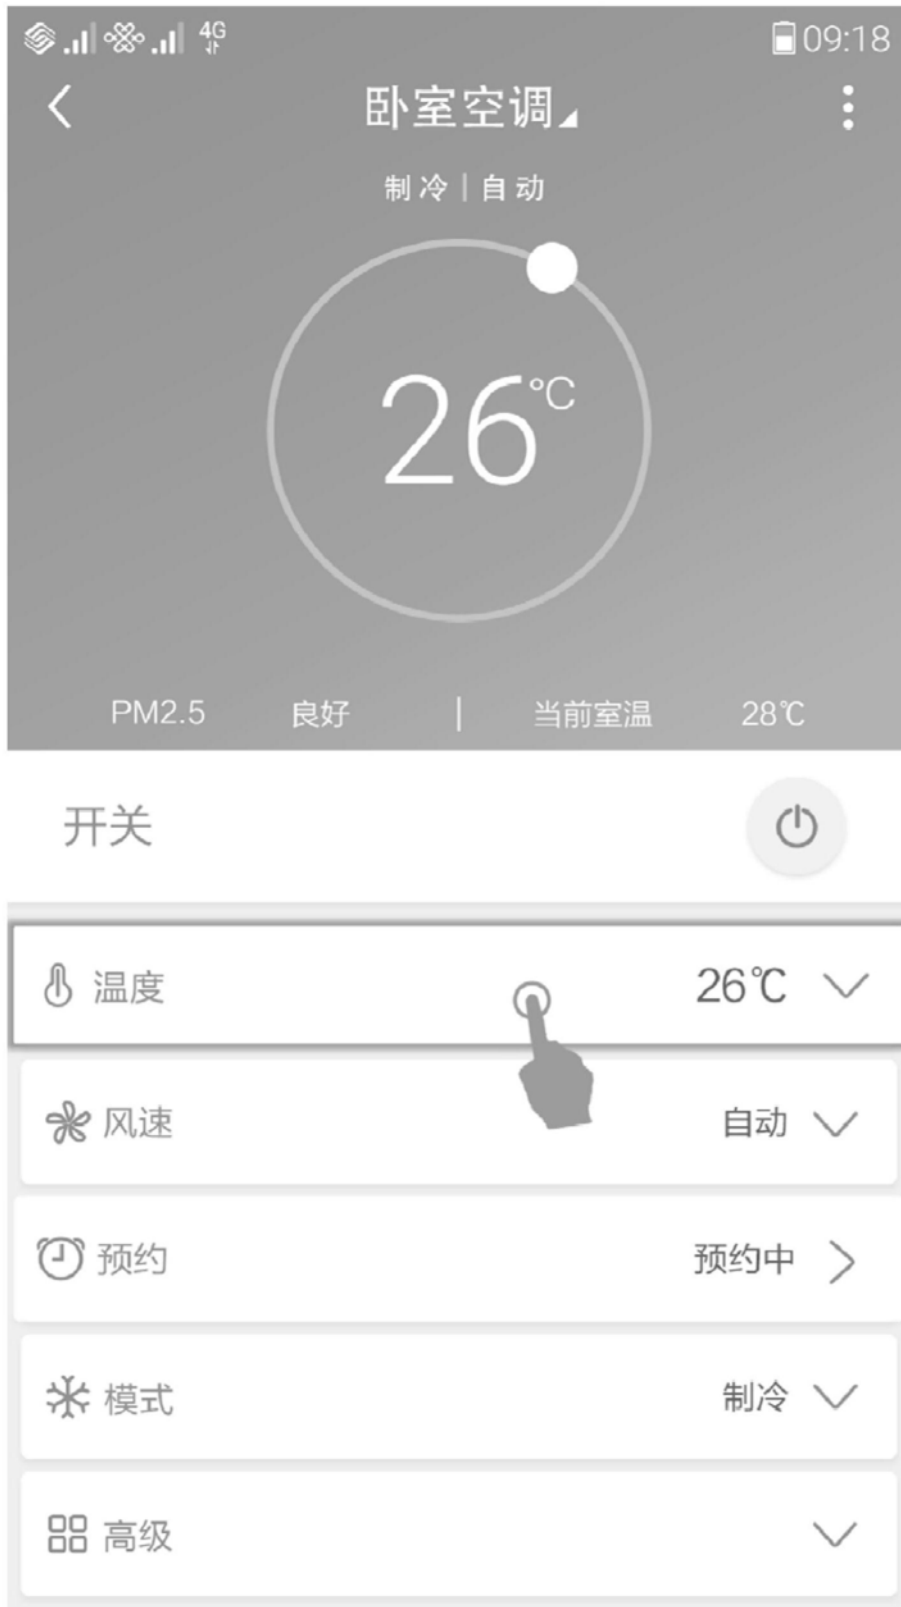 4G 09:18
卧室空调
制冷|自动
26℃
PM2.5 良好 | 当前室温 28℃
开关
温度 26℃
风速 自动
预约 预约中
模式 制冷
高级